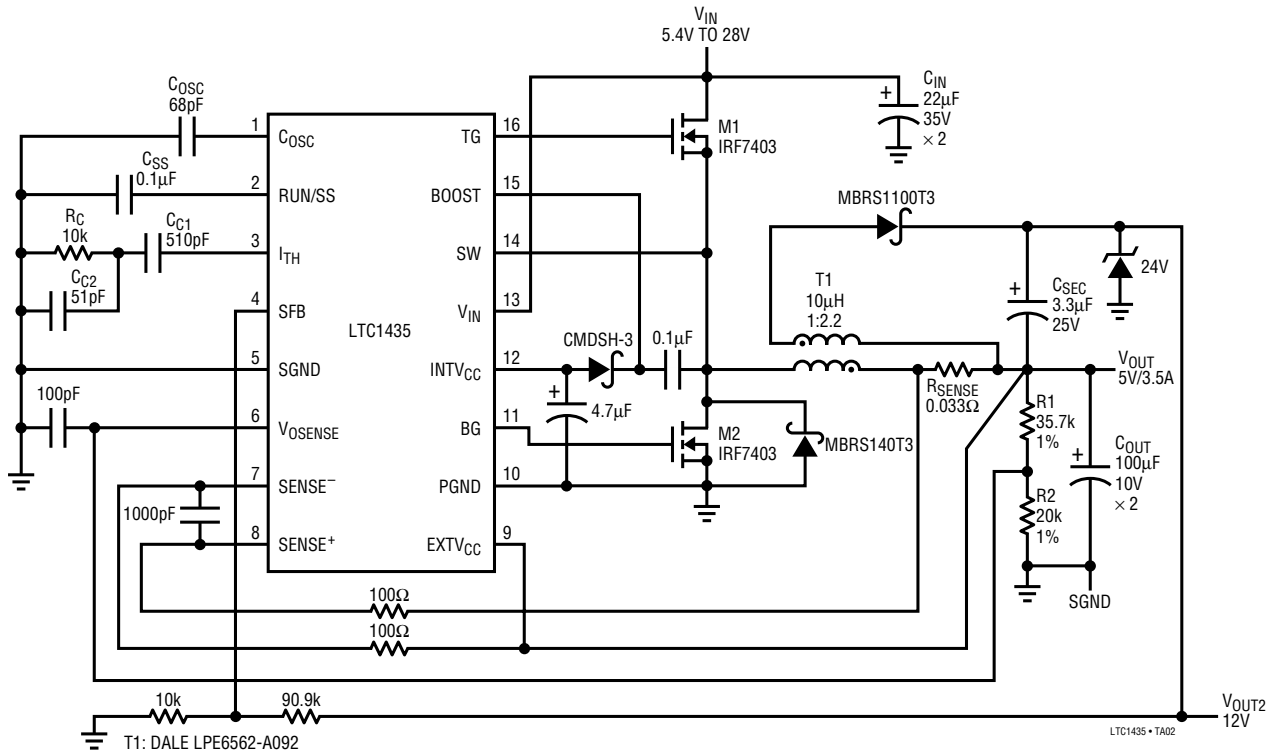 V_IN
5.4V TO 28V
C_OSC
68pF
C_IN
22µF
35V
× 2
1
C_OSC
TG
16
M1
IRF7403
C_SS
0.1µF
2
RUN/SS
BOOST
15
MBRS1100T3
R_C
10k
C_C1
510pF
3
I_TH
SW
14
24V
C_C2
51pF
4
SFB
V_IN
13
T1
10µH
1:2.2
C_SEC
3.3µF
25V
LTC1435
CMDSH-3
0.1µF
5
SGND
INTV_CC
12
V_OUT
5V/3.5A
R_SENSE
0.033Ω
100pF
4.7µF
R1
35.7k
1%
6
V_OSENSE
BG
11
M2
IRF7403
MBRS140T3
C_OUT
100µF
10V
× 2
7
SENSE⁻
PGND
10
R2
20k
1%
1000pF
8
SENSE⁺
EXTV_CC
9
SGND
100Ω
100Ω
10k
90.9k
V_OUT2
12V
T1: DALE LPE6562-A092
LTC1435 • TA02